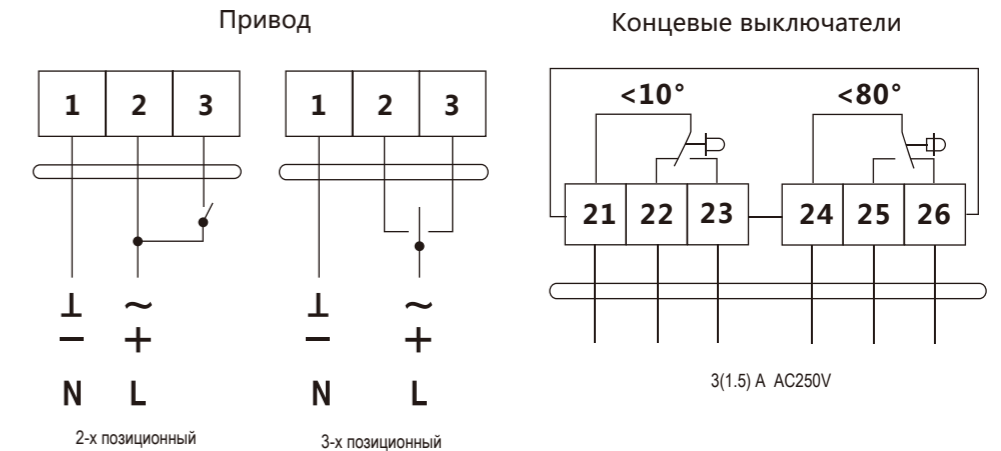 Привод
Концевые выключатели
1 2 3
1 2 3
<10°
<80°
21 22 23
24 25 26
⊥ ~
− +
N L
⊥ ~
− +
N L
2-х позиционный
3-х позиционный
3(1.5) A AC250V